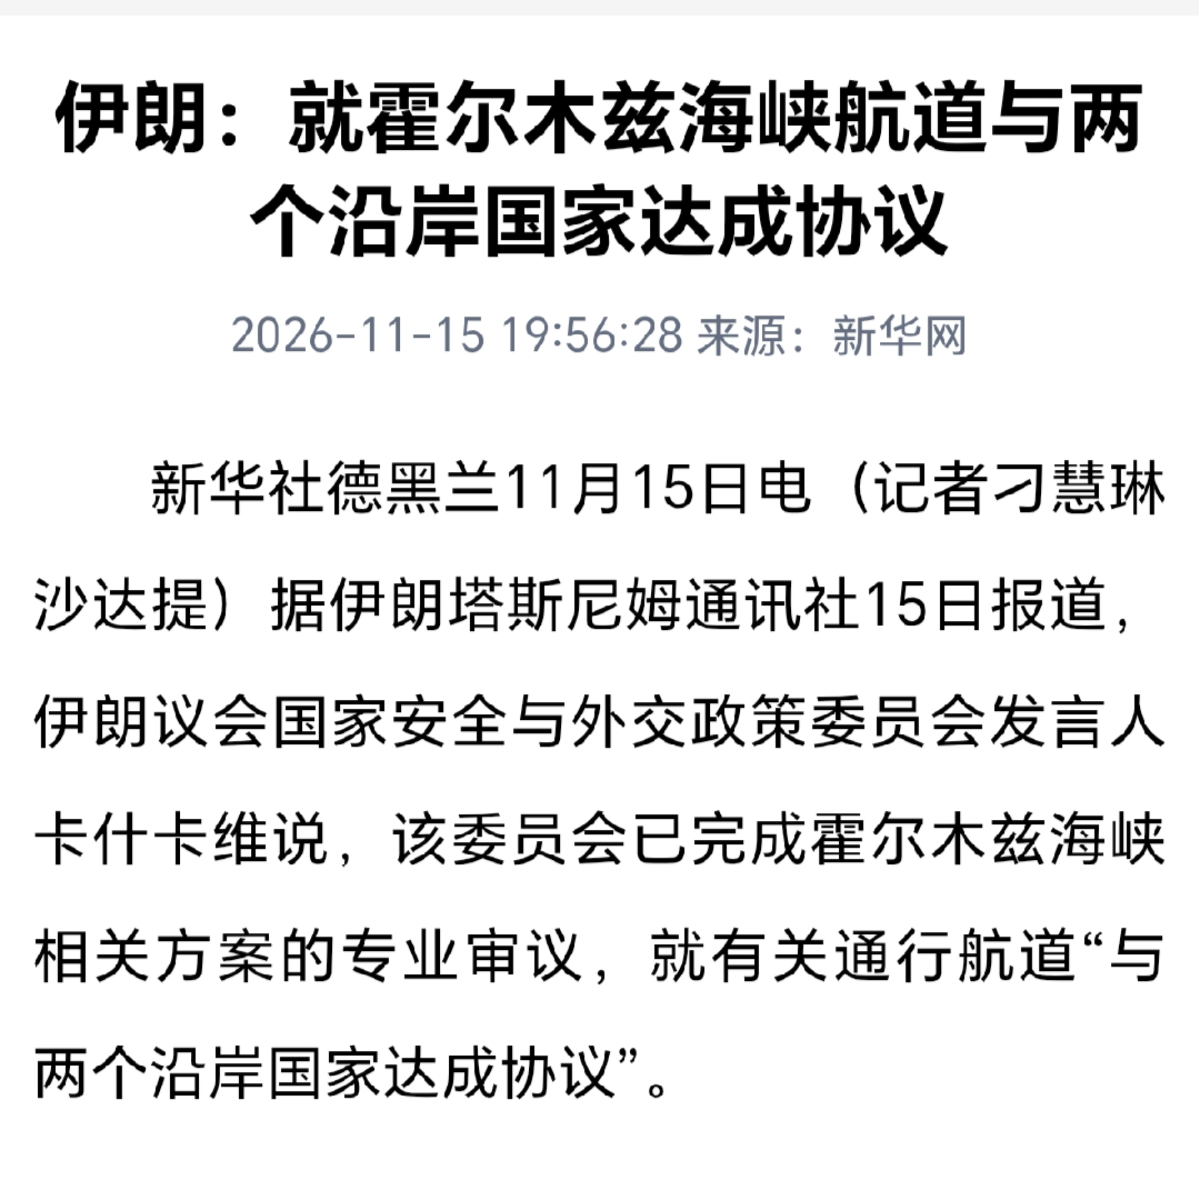 伊朗：就霍尔木兹海峡航道与两
个沿岸国家达成协议
2026-11-15 19:56:28 来源：新华网
新华社德黑兰11月15日电（记者刁慧琳
沙达提）据伊朗塔斯尼姆通讯社15日报道，
伊朗议会国家安全与外交政策委员会发言人
卡什卡维说，该委员会已完成霍尔木兹海峡
相关方案的专业审议，就有关通行航道“与
两个沿岸国家达成协议”。